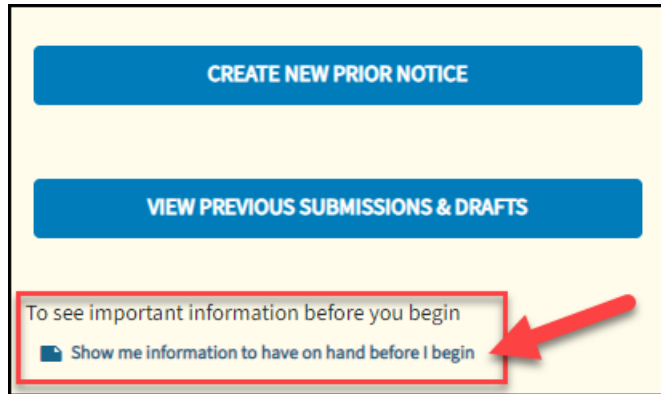 CREATE NEW PRIOR NOTICE
VIEW PREVIOUS SUBMISSIONS & DRAFTS
To see important information before you begin
Show me information to have on hand before I begin